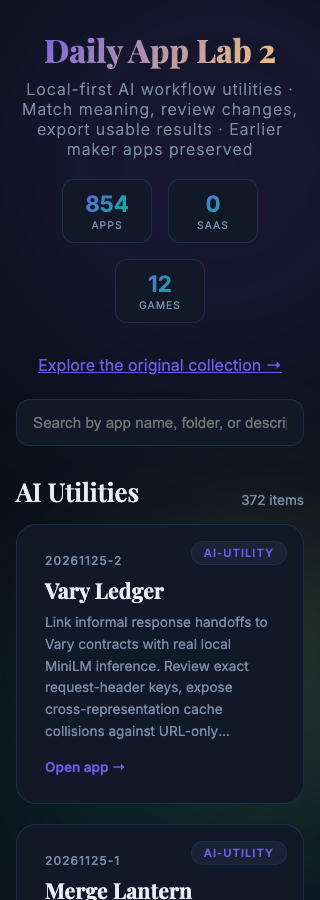 Daily App Lab 2
Local-first AI workflow utilities ·
Match meaning, review changes,
export usable results · Earlier
maker apps preserved
854
APPS
0
SAAS
12
GAMES
Explore the original collection →
Search by app name, folder, or descri
AI Utilities
372 items
20261125-2
AI-UTILITY
Vary Ledger
Link informal response handoffs to
Vary contracts with real local
MiniLM inference. Review exact
request-header keys, expose
cross-representation cache
collisions against URL-only...
Open app →
20261125-1
AI-UTILITY
Merge Lantern